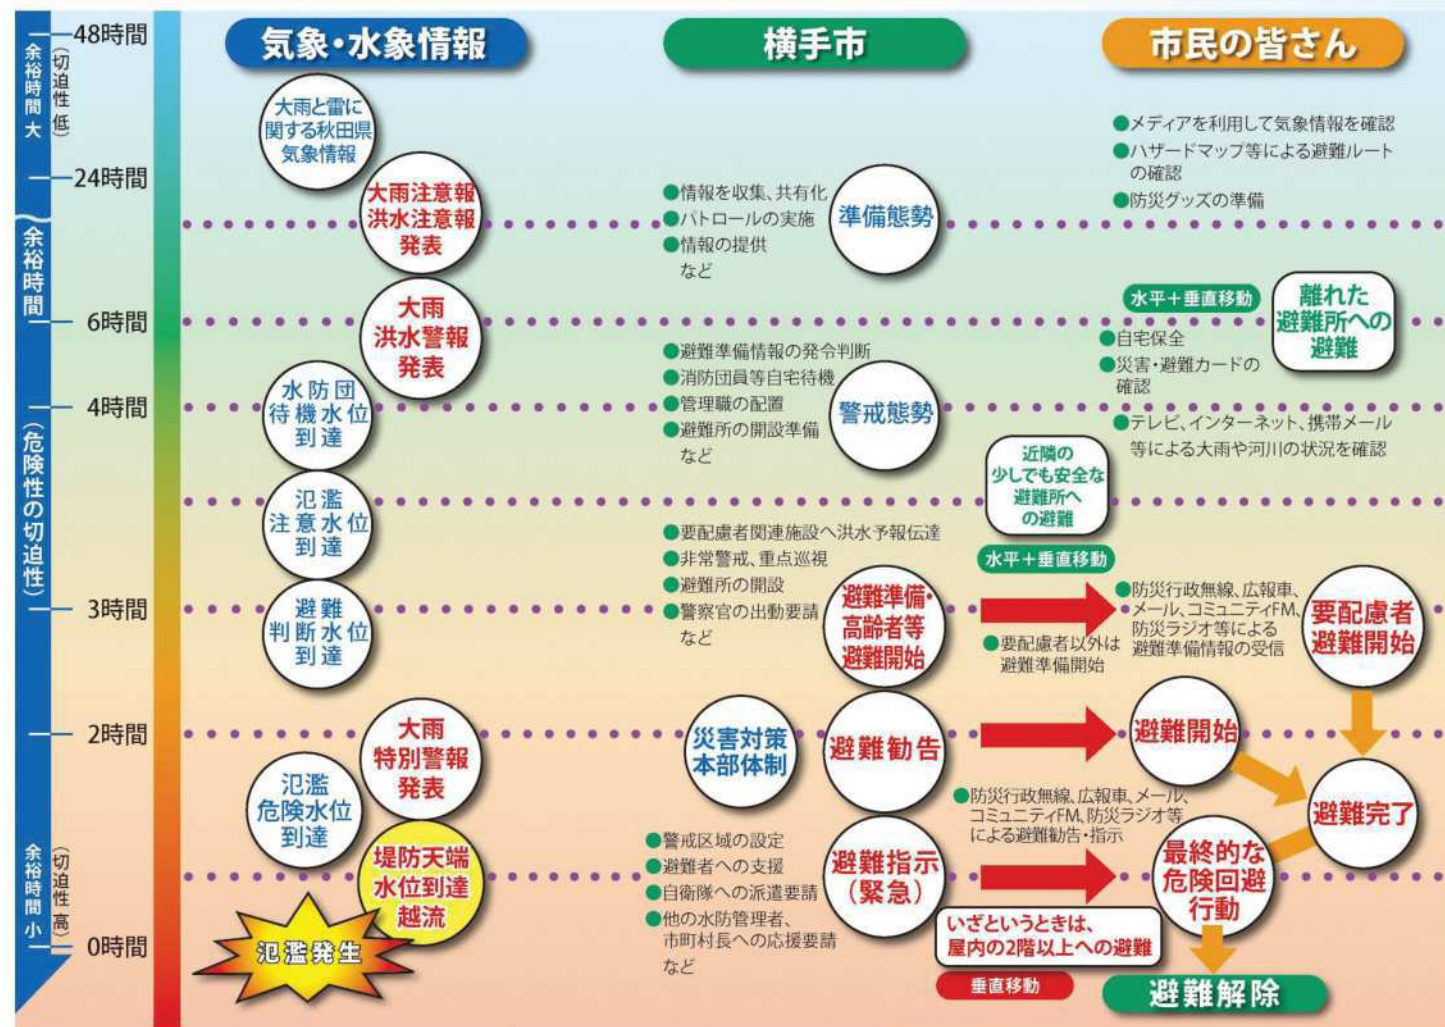 48時間
24時間
6時間
4時間
3時間
2時間
0時間
余裕時間 大
(切迫性 低)
余裕時間
(危険性の切迫性)
余裕時間 小
(切迫性 高)
気象・水象情報
大雨と雷に
関する秋田県
気象情報
大雨注意報
洪水注意報
発表
大雨
洪水警報
発表
水防団
待機水位
到達
氾濫
注意水位
到達
避難
判断水位
到達
大雨
特別警報
発表
氾濫
危険水位
到達
堤防天端
水位到達
越流
氾濫発生
横手市
●情報を収集、共有化
●パトロールの実施
●情報の提供
など
準備態勢
●避難準備情報の発令判断
●消防団員等自宅待機
●管理職の配置
●避難所の開設準備
など
警戒態勢
●要配慮者関連施設へ洪水予報伝達
●非常警戒、重点巡視
●避難所の開設
●警察官の出動要請
など
避難準備・
高齢者等
避難開始
災害対策
本部体制
避難勧告
●警戒区域の設定
●避難者への支援
●自衛隊への派遣要請
●他の水防管理者、
市町村長への応援要請
など
避難指示
(緊急)
市民の皆さん
●メディアを利用して気象情報を確認
●ハザードマップ等による避難ルート
の確認
●防災グッズの準備
水平+垂直移動
離れた
避難所への
避難
●自宅保全
●災害・避難カードの
確認
●テレビ、インターネット、携帯メール
等による大雨や河川の状況を確認
近隣の
少しでも安全な
避難所へ
の避難
水平+垂直移動
●防災行政無線、広報車、
メール、コミュニティFM、
防災ラジオ等による
避難準備情報の受信
●要配慮者以外は
避難準備開始
要配慮者
避難開始
避難開始
避難完了
●防災行政無線、広報車、メール、
コミュニティFM、防災ラジオ等
による避難勧告・指示
最終的な
危険回避
行動
いざというときは、
屋内の2階以上への避難
垂直移動
避難解除